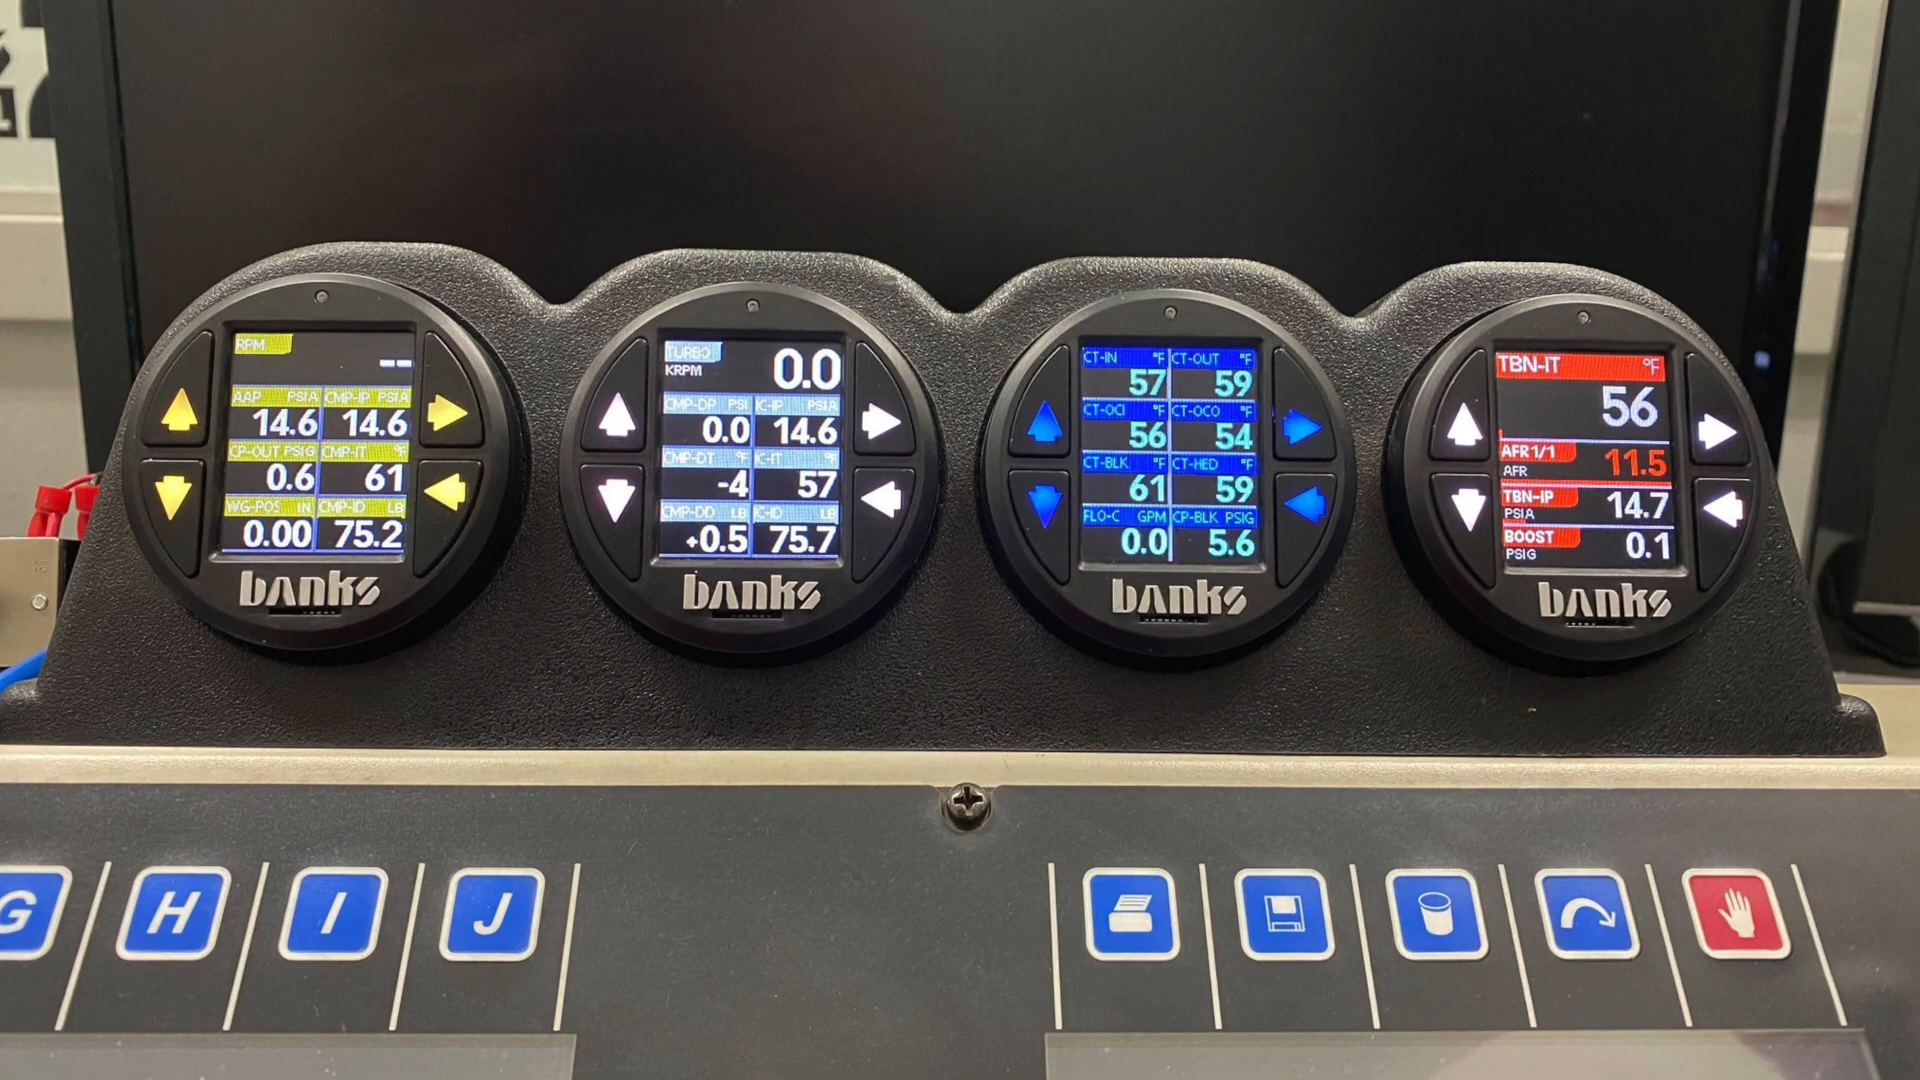 RPM
--
AAP PSIA CMP-IP PSIA
14.6 14.6
CP-OUT PSIG CMP-IT °F
0.6 61
WG-POS IN CMP-ID LB
0.00 75.2
banks
TURBO
KRPM 0.0
CMP-DP PSI IC-IP PSIA
0.0 14.6
CMP-DT °F IC-IT °F
-4 57
CMP-DD LB IC-ID LB
+0.5 75.7
banks
CT-IN °F CT-OUT °F
57 59
CT-OCI °F CT-OCO °F
56 54
CT-BLK °F CT-HED °F
61 59
FLO-C GPM CP-BLK PSIG
0.0 5.6
banks
TBN-IT °F
56
AFR1/1
AFR 11.5
TBN-IP
PSIA 14.7
BOOST
PSIG 0.1
banks
G H I J